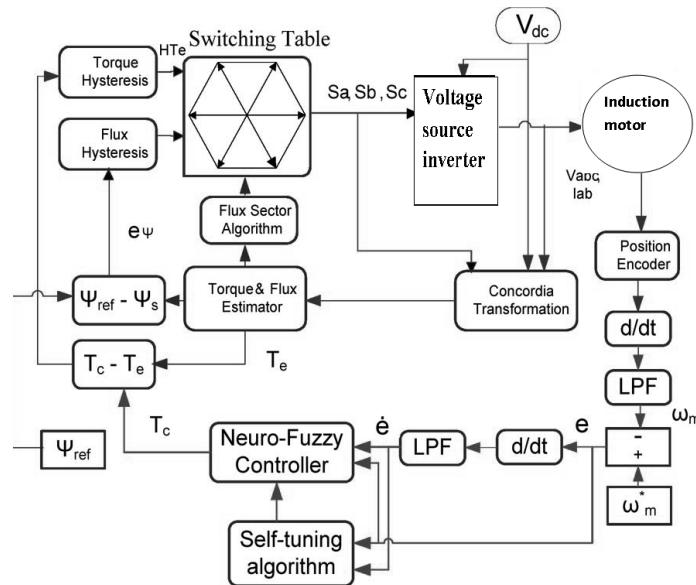 V dc
Switching Table
HTe
Torque
Hysteresis
Flux
Hysteresis
Sa, Sb, Sc
Voltage
source
inverter
Induction
motor
Vabc,
Iab
Flux Sector
Algorithm
Position
Encoder
eψ
Ψref - Ψs
Torque & Flux
Estimator
Concordia
Transformation
d/dt
Tc - Te
Te
LPF
Tc
Ψref
Neuro-Fuzzy
Controller
ė
LPF
d/dt
e
ωm
-
+
ω*m
Self-tuning
algorithm